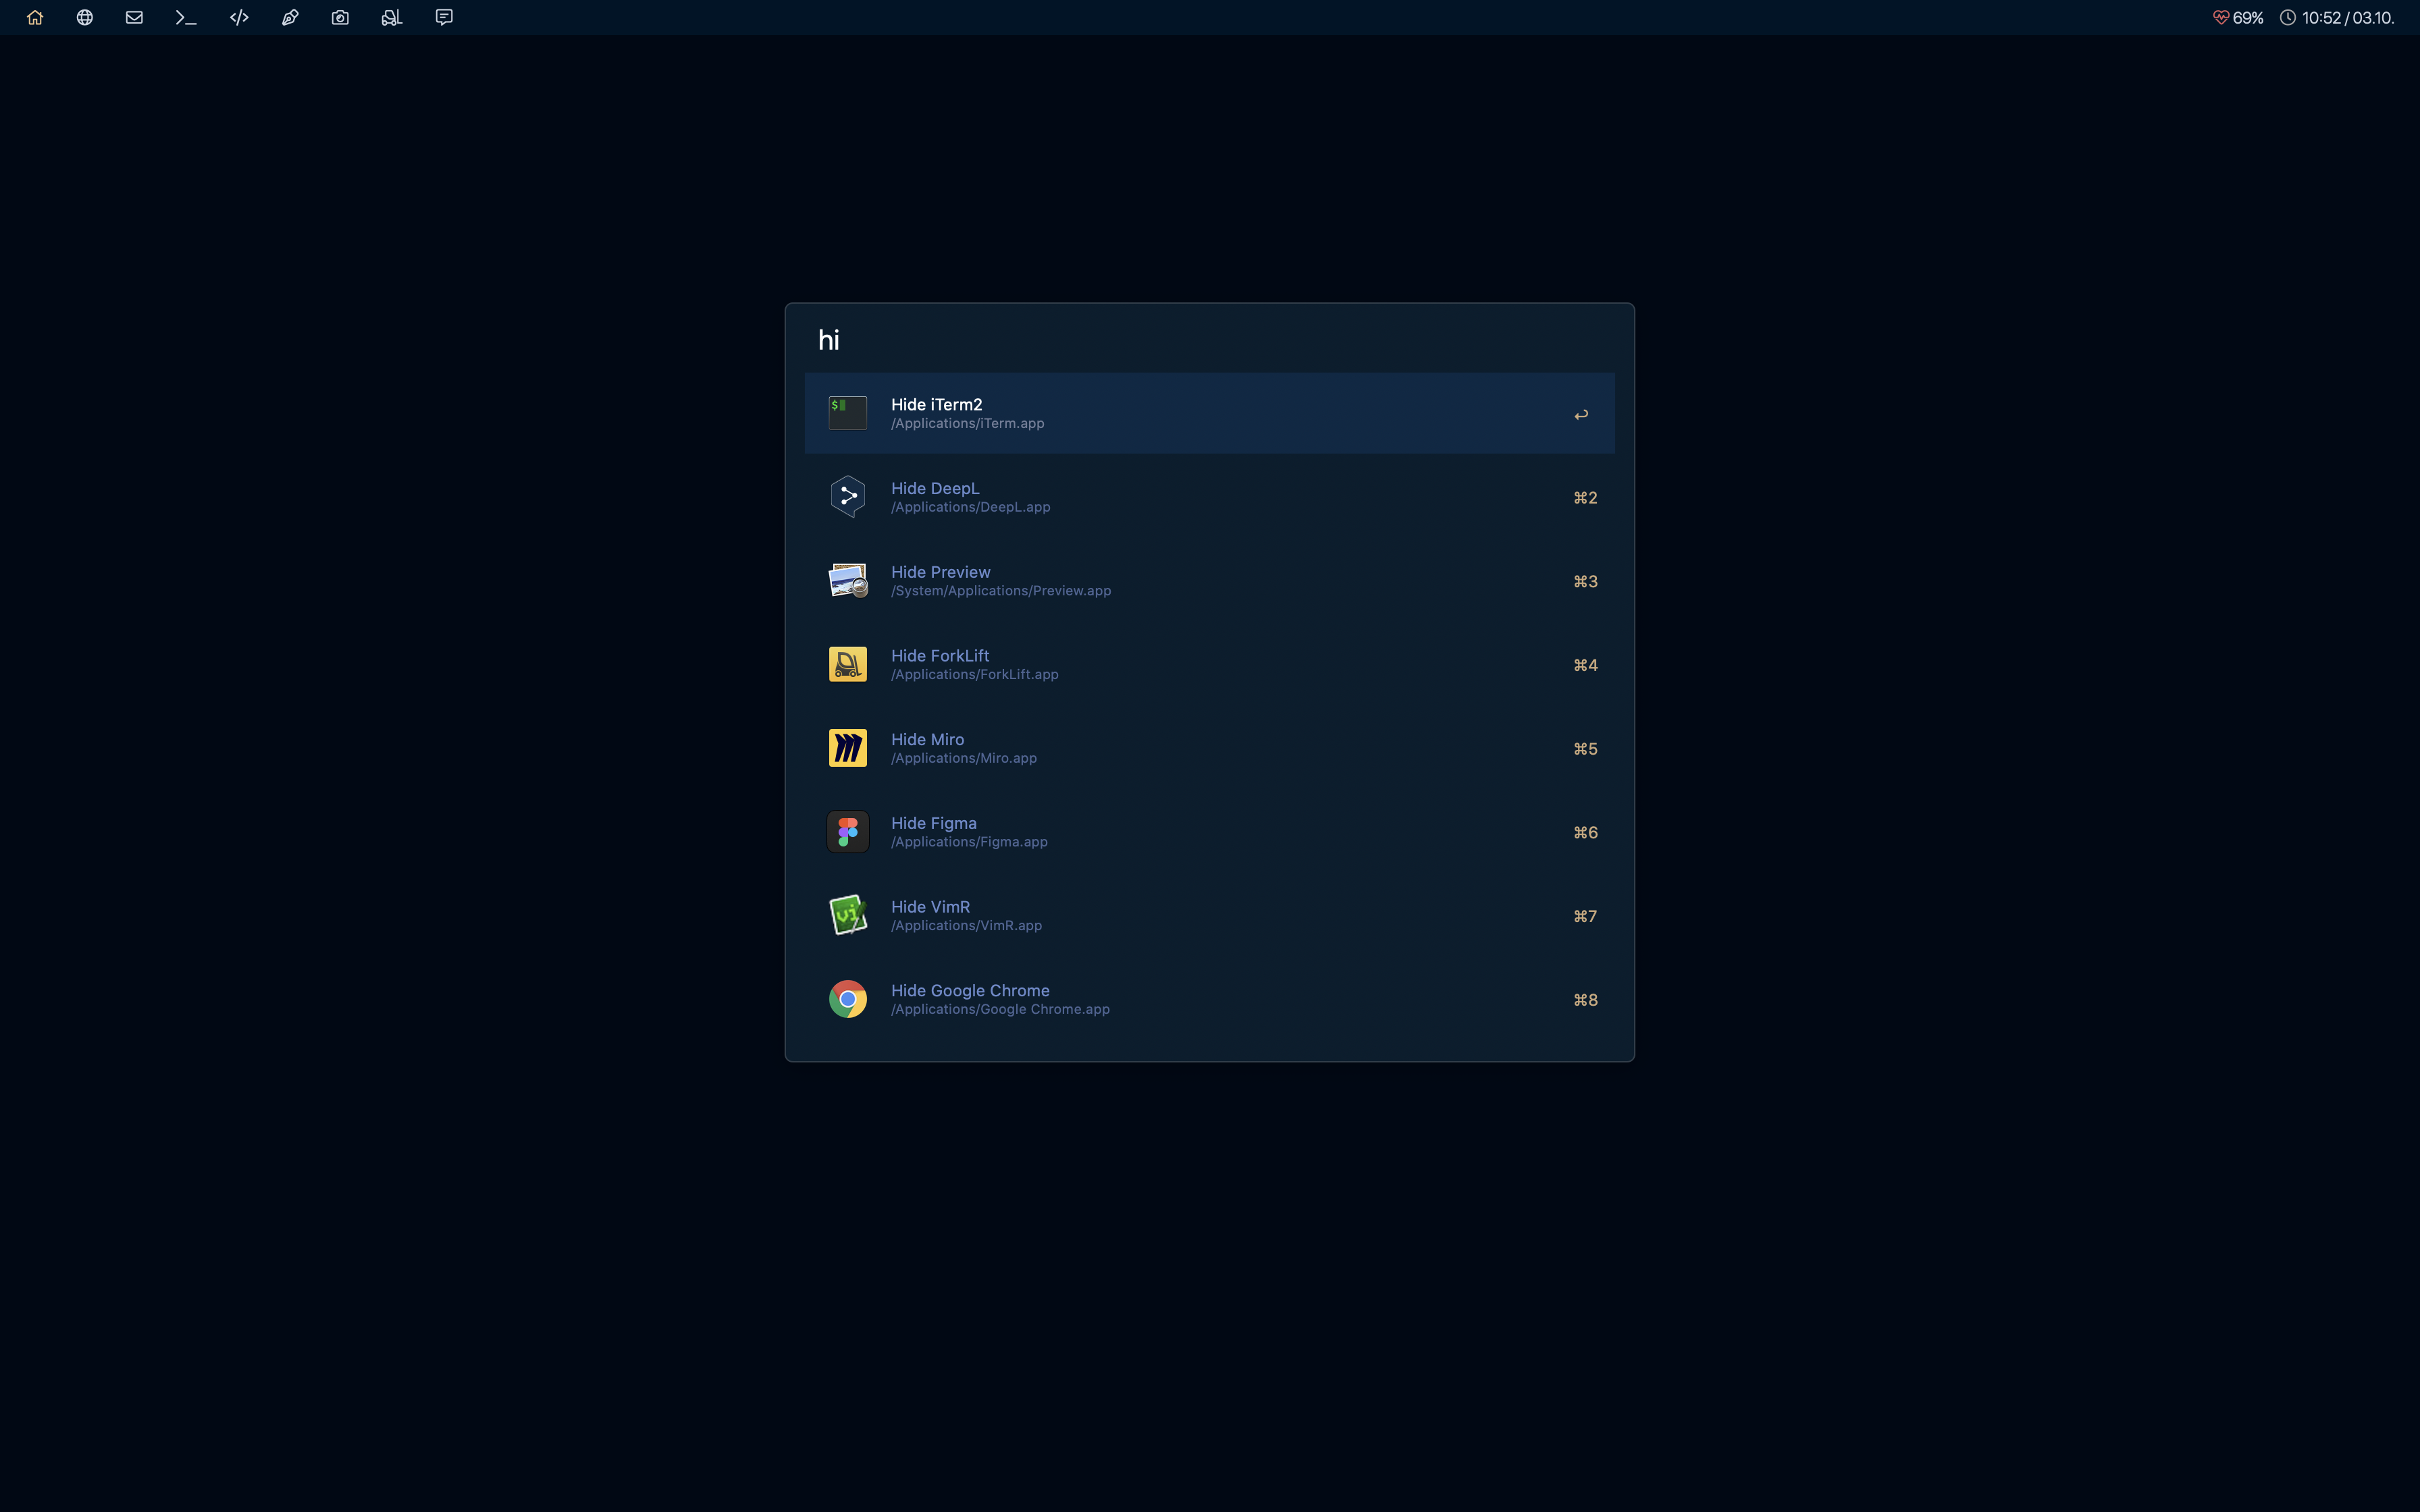 69% 10:52 / 03.10.
hi
Hide iTerm2
/Applications/iTerm.app
↩
Hide DeepL
/Applications/DeepL.app
⌘2
Hide Preview
/System/Applications/Preview.app
⌘3
Hide ForkLift
/Applications/ForkLift.app
⌘4
Hide Miro
/Applications/Miro.app
⌘5
Hide Figma
/Applications/Figma.app
⌘6
Hide VimR
/Applications/VimR.app
⌘7
Hide Google Chrome
/Applications/Google Chrome.app
⌘8